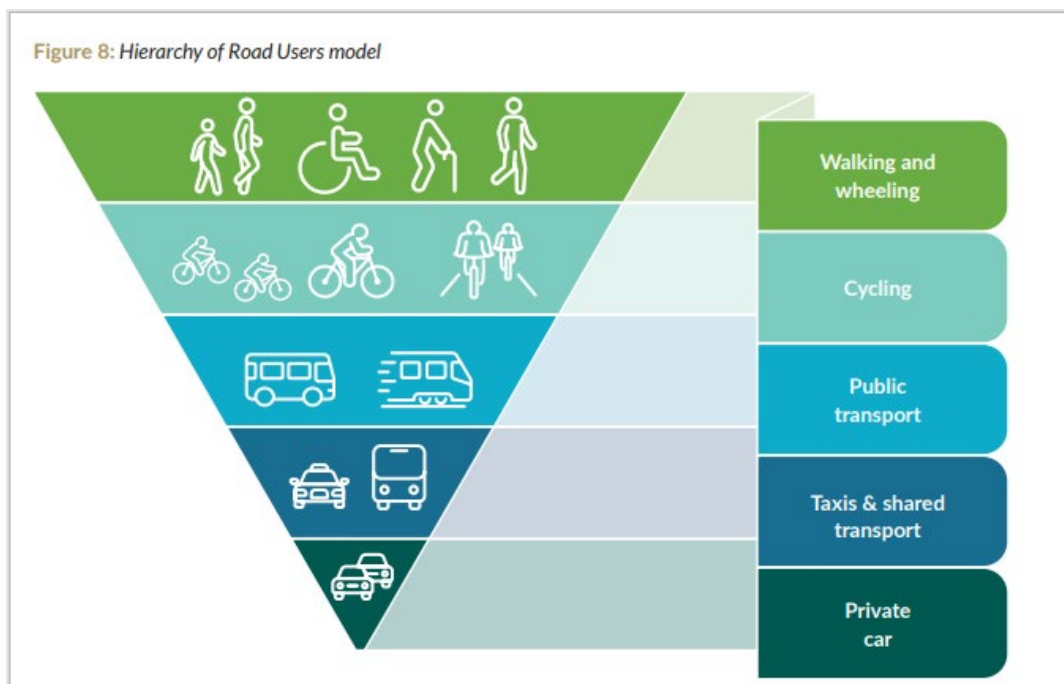 Figure 8: Hierarchy of Road Users model
Walking and
wheeling
Cycling
Public
transport
Taxis & shared
transport
Private
car